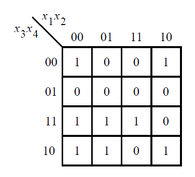 x₁x₂
x₃x₄
00 01 11 10
00 1 0 0 1
01 0 0 0 0
11 1 1 1 0
10 1 1 0 1